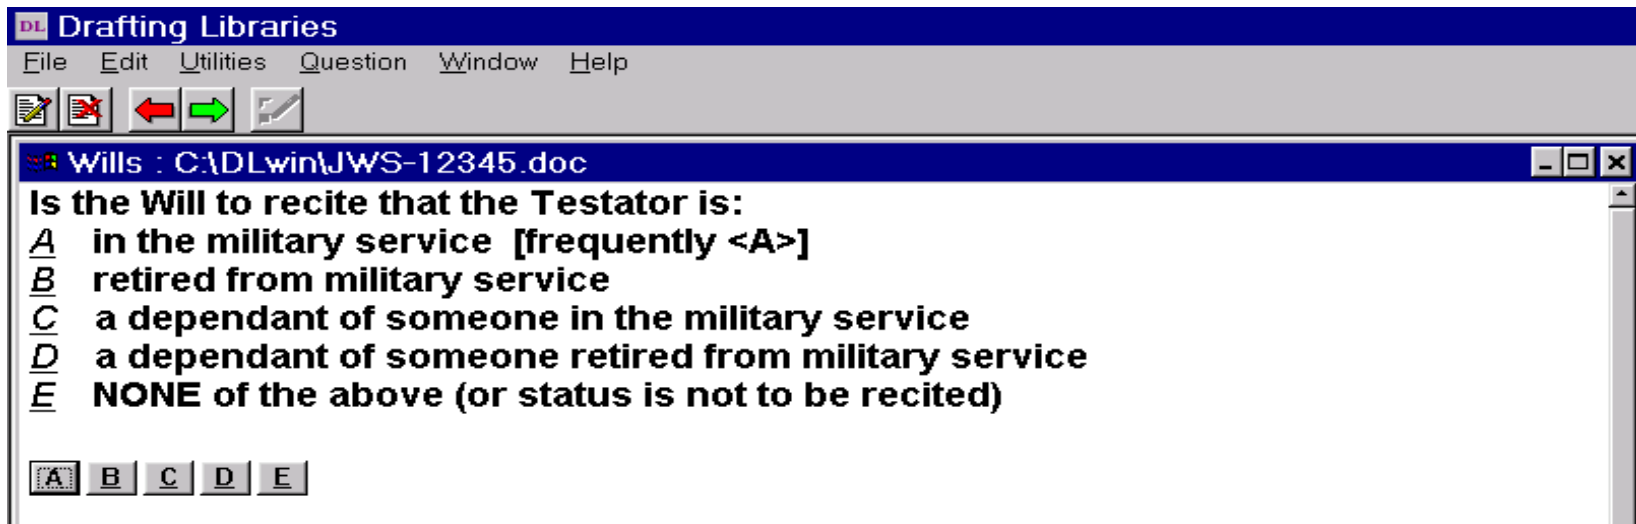 DL Drafting Libraries
File Edit Utilities Question Window Help
Wills : C:\DLwin\JWS-12345.doc
Is the Will to recite that the Testator is:
A in the military service [frequently <A>]
B retired from military service
C a dependant of someone in the military service
D a dependant of someone retired from military service
E NONE of the above (or status is not to be recited)
A B C D E